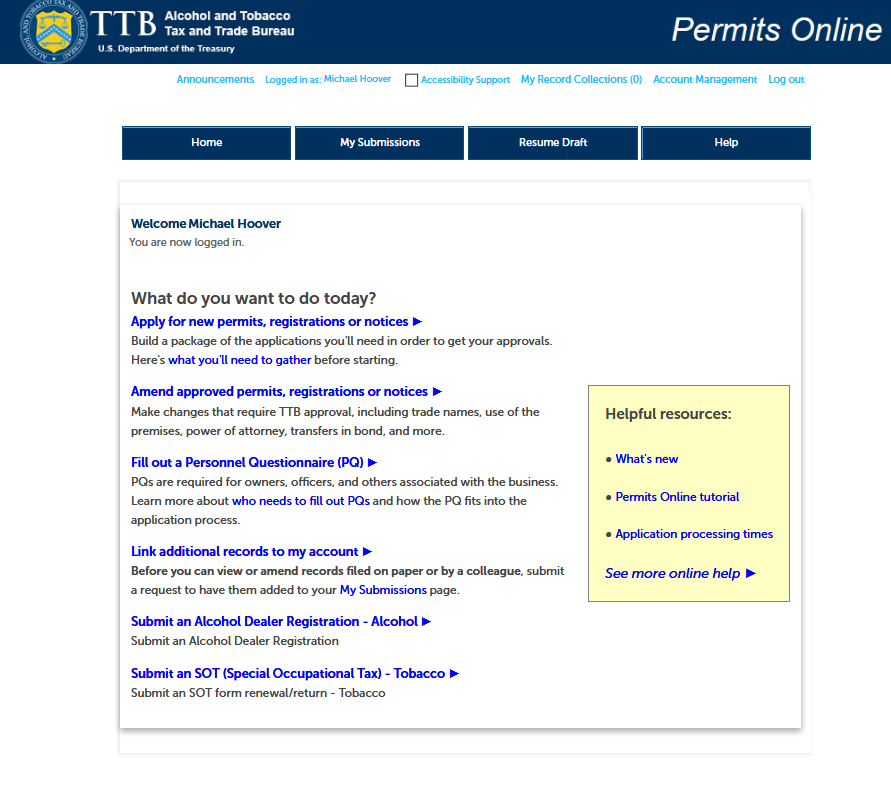 TTB
Alcohol and Tobacco
Tax and Trade Bureau
U.S. Department of the Treasury
Permits Online
Announcements Logged in as: Michael Hoover Accessibility Support My Record Collections (0) Account Management Log out
Home My Submissions Resume Draft Help
Welcome Michael Hoover
You are now logged in.
What do you want to do today?
Apply for new permits, registrations or notices ►
Build a package of the applications you'll need in order to get your approvals.
Here's what you'll need to gather before starting.
Amend approved permits, registrations or notices ►
Make changes that require TTB approval, including trade names, use of the
premises, power of attorney, transfers in bond, and more.
Fill out a Personnel Questionnaire (PQ) ►
PQs are required for owners, officers, and others associated with the business.
Learn more about who needs to fill out PQs and how the PQ fits into the
application process.
Link additional records to my account ►
Before you can view or amend records filed on paper or by a colleague, submit
a request to have them added to your My Submissions page.
Submit an Alcohol Dealer Registration - Alcohol ►
Submit an Alcohol Dealer Registration
Submit an SOT (Special Occupational Tax) - Tobacco ►
Submit an SOT form renewal/return - Tobacco
Helpful resources:
● What's new
● Permits Online tutorial
● Application processing times
See more online help ►